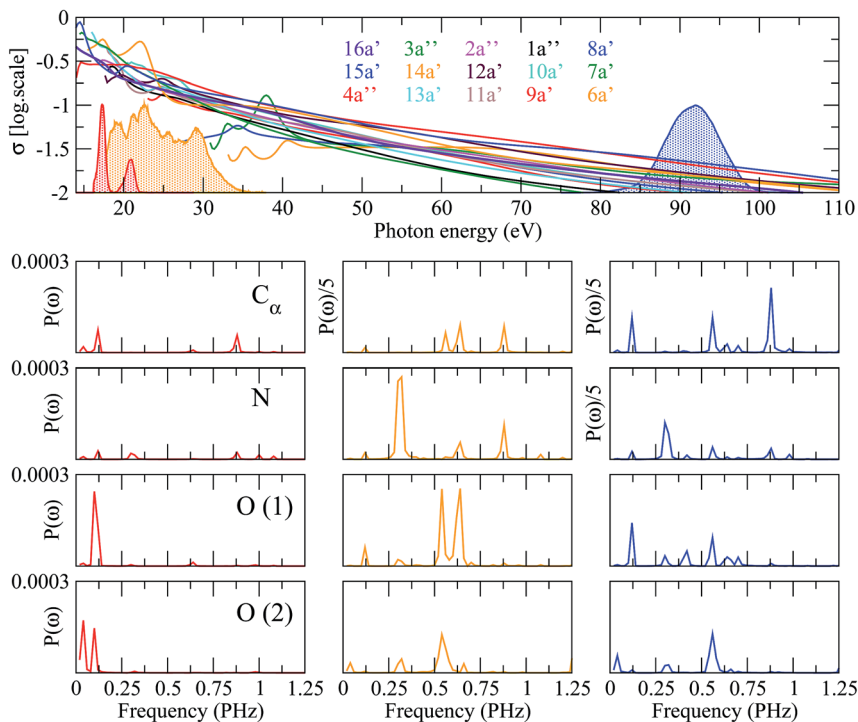 0
-0.5
-1
-1.5
-2
σ [log.scale]
16a' 3a'' 2a'' 1a'' 8a'
15a' 14a' 12a' 10a' 7a'
4a'' 13a' 11a' 9a' 6a'
20 30 40 50 60 70 80 90 100 110
Photon energy (eV)
0.0003
P(ω)
Cα
P(ω)/5
0.0003
P(ω)
N
P(ω)/5
0.0003
P(ω)
O (1)
0.0003
P(ω)
O (2)
0 0.25 0.5 0.75 1 1.25
0 0.25 0.5 0.75 1 1.25
0 0.25 0.5 0.75 1 1.25
Frequency (PHz)
Frequency (PHz)
Frequency (PHz)